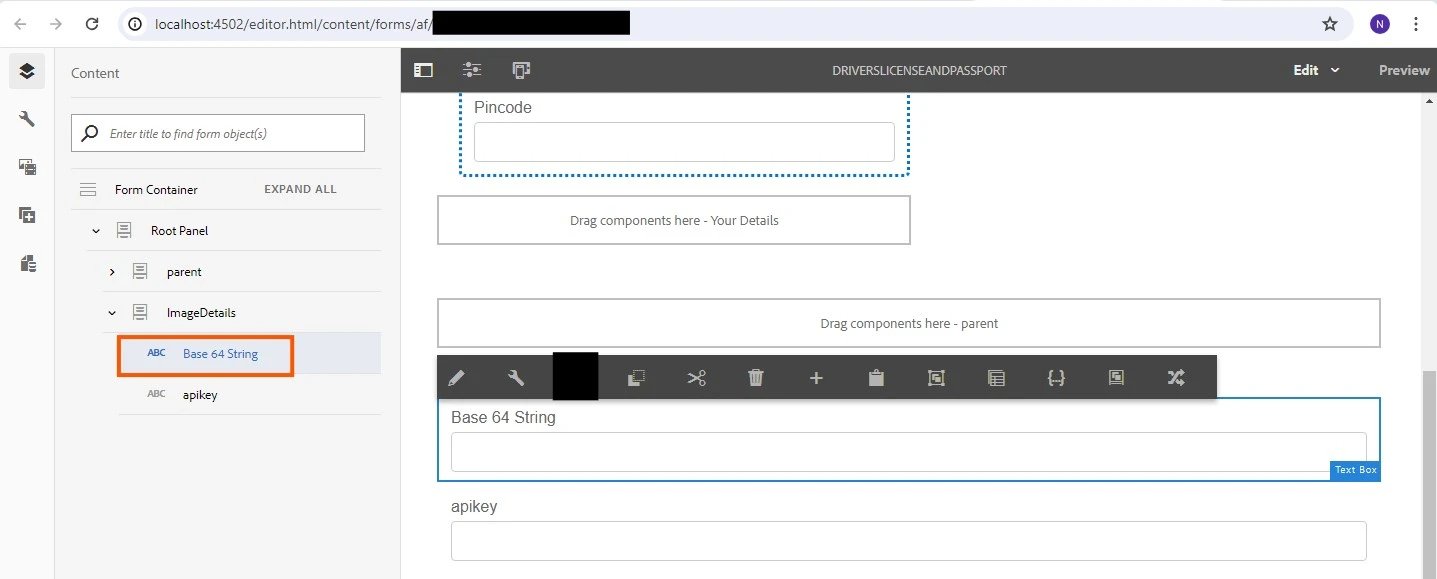 localhost:4502/editor.html/content/forms/af/
N
Content
DRIVERSLICENSEANDPASSPORT
Edit
Preview
Enter title to find form object(s)
Form Container
EXPAND ALL
Root Panel
parent
ImageDetails
ABC Base 64 String
ABC apikey
Pincode
Drag components here - Your Details
Drag components here - parent
Base 64 String
Text Box
apikey